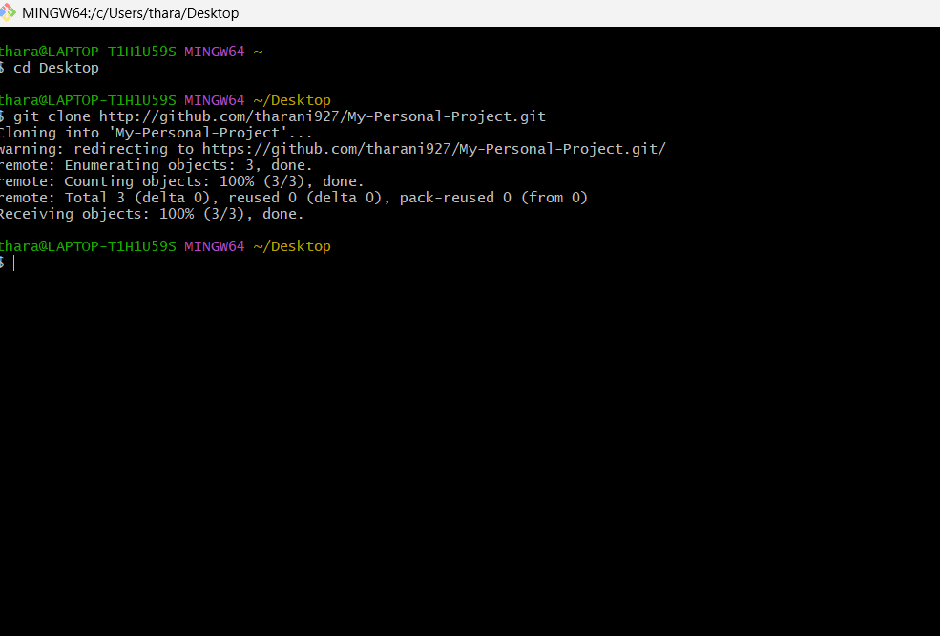 MINGW64:/c/Users/thara/Desktop
thara@LAPTOP-T1H1U59S MINGW64 ~
$ cd Desktop
thara@LAPTOP-T1H1U59S MINGW64 ~/Desktop
$ git clone http://github.com/tharani927/My-Personal-Project.git
Cloning into 'My-Personal-Project'...
warning: redirecting to https://github.com/tharani927/My-Personal-Project.git/
remote: Enumerating objects: 3, done.
remote: Counting objects: 100% (3/3), done.
remote: Total 3 (delta 0), reused 0 (delta 0), pack-reused 0 (from 0)
Receiving objects: 100% (3/3), done.
thara@LAPTOP-T1H1U59S MINGW64 ~/Desktop
$